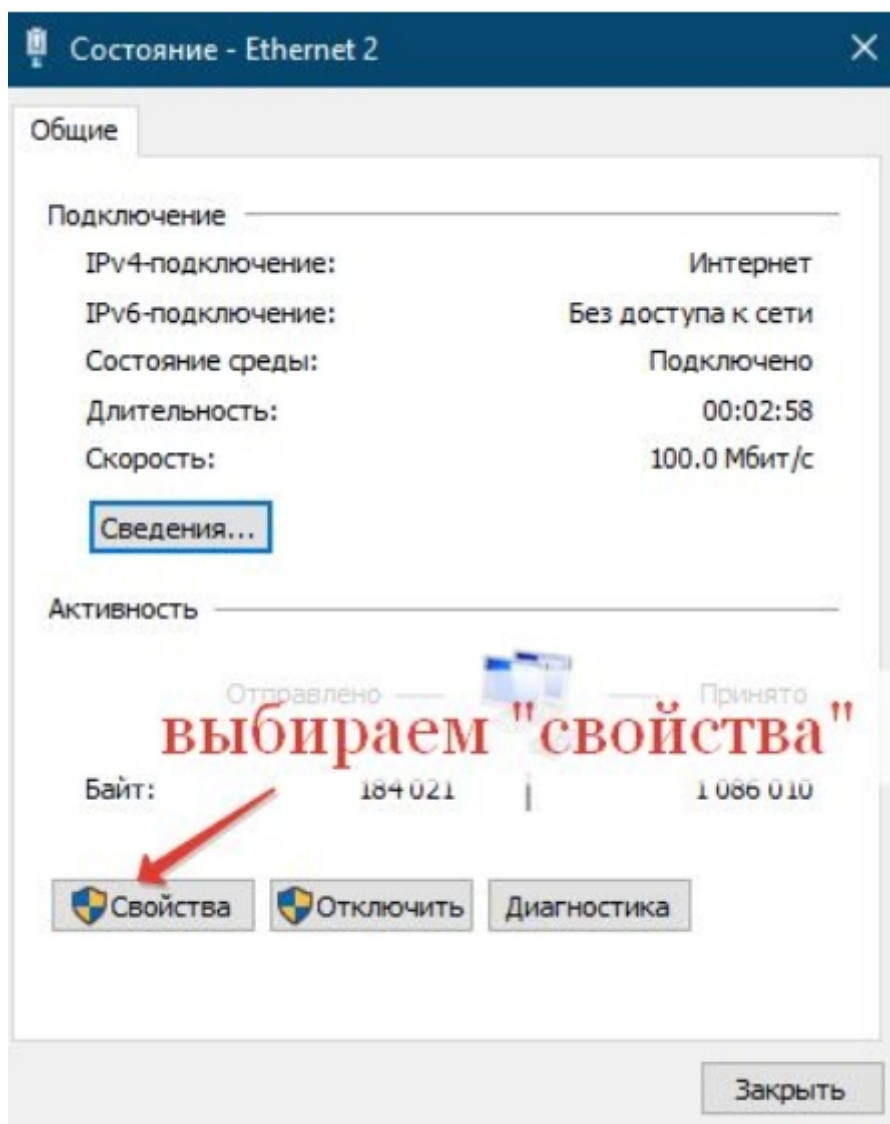 Состояние - Ethernet 2
Общие
Подключение
IPv4-подключение: Интернет
IPv6-подключение: Без доступа к сети
Состояние среды: Подключено
Длительность: 00:02:58
Скорость: 100.0 Мбит/с
Сведения...
Активность
Отправлено Принято
выбираем "свойства"
Байт: 184 021 1 086 010
Свойства Отключить Диагностика
Закрыть